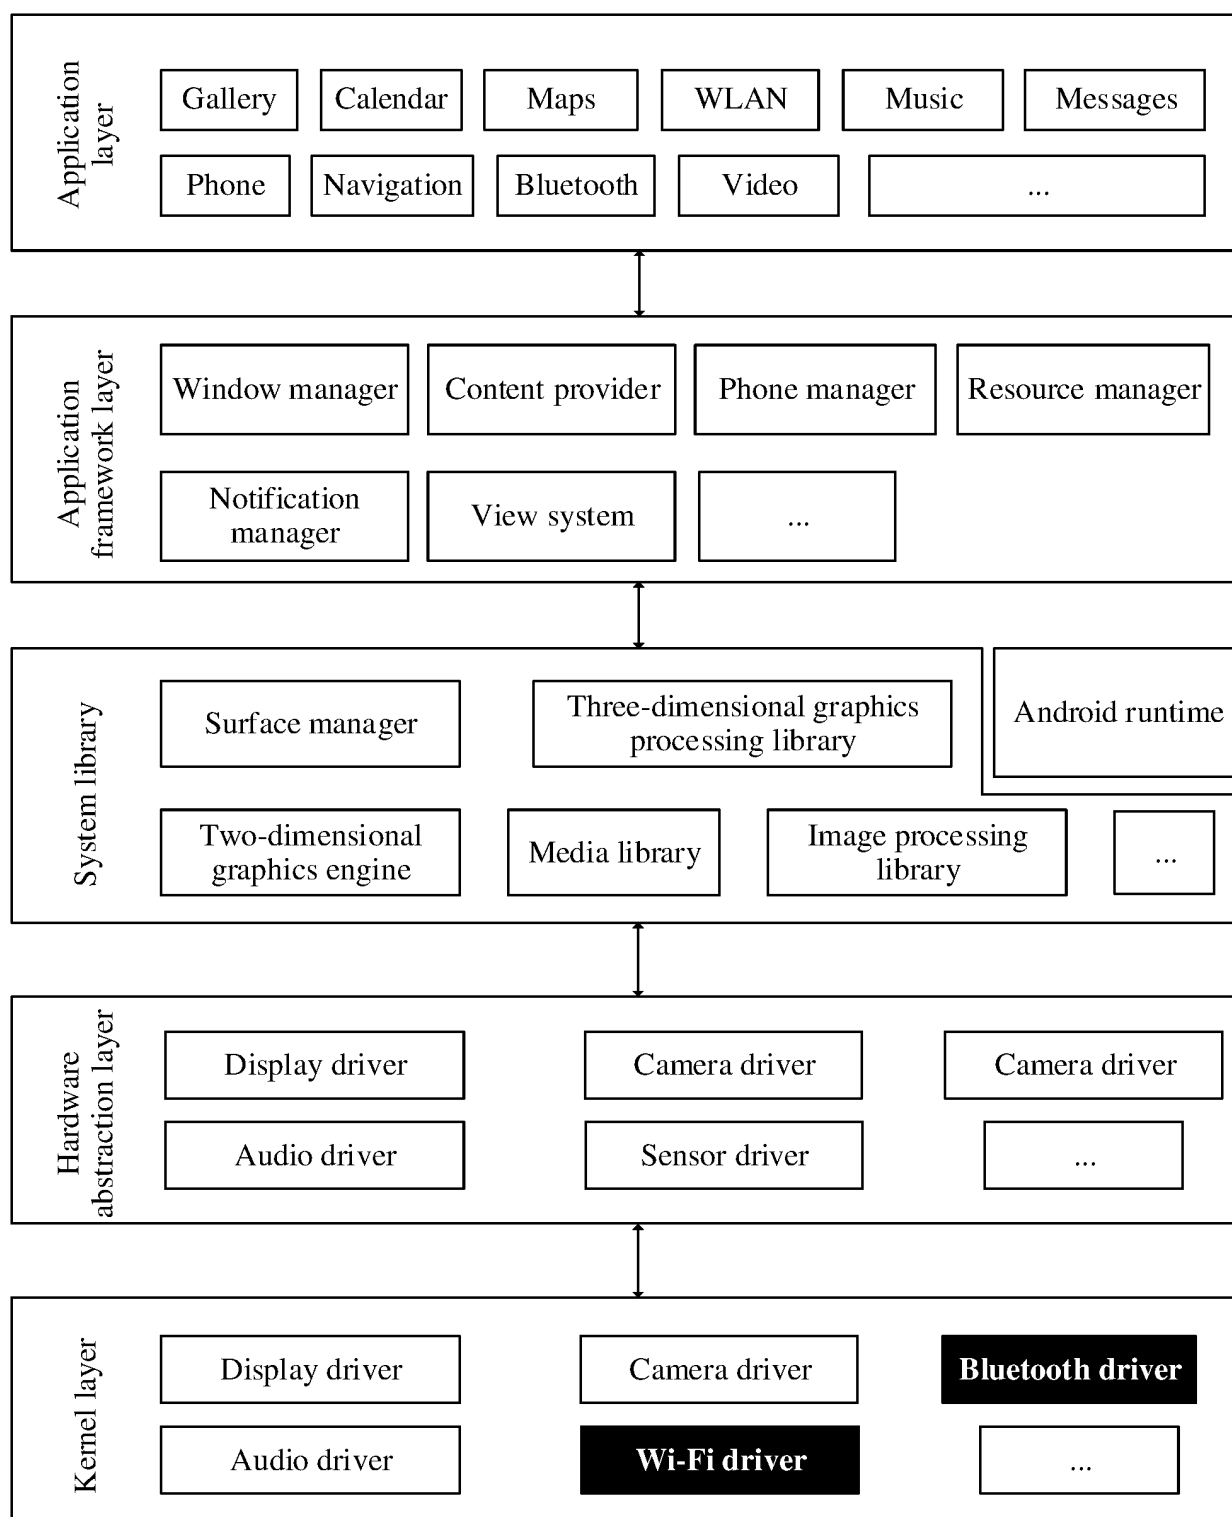 Application
layer
Gallery
Calendar
Maps
WLAN
Music
Messages
Phone
Navigation
Bluetooth
Video
...
Application
framework layer
Window manager
Content provider
Phone manager
Resource manager
Notification
manager
View system
...
System library
Surface manager
Three-dimensional graphics
processing library
Android runtime
Two-dimensional
graphics engine
Media library
Image processing
library
...
Hardware
abstraction layer
Display driver
Camera driver
Camera driver
Audio driver
Sensor driver
...
Kernel layer
Display driver
Camera driver
Bluetooth driver
Audio driver
Wi-Fi driver
...